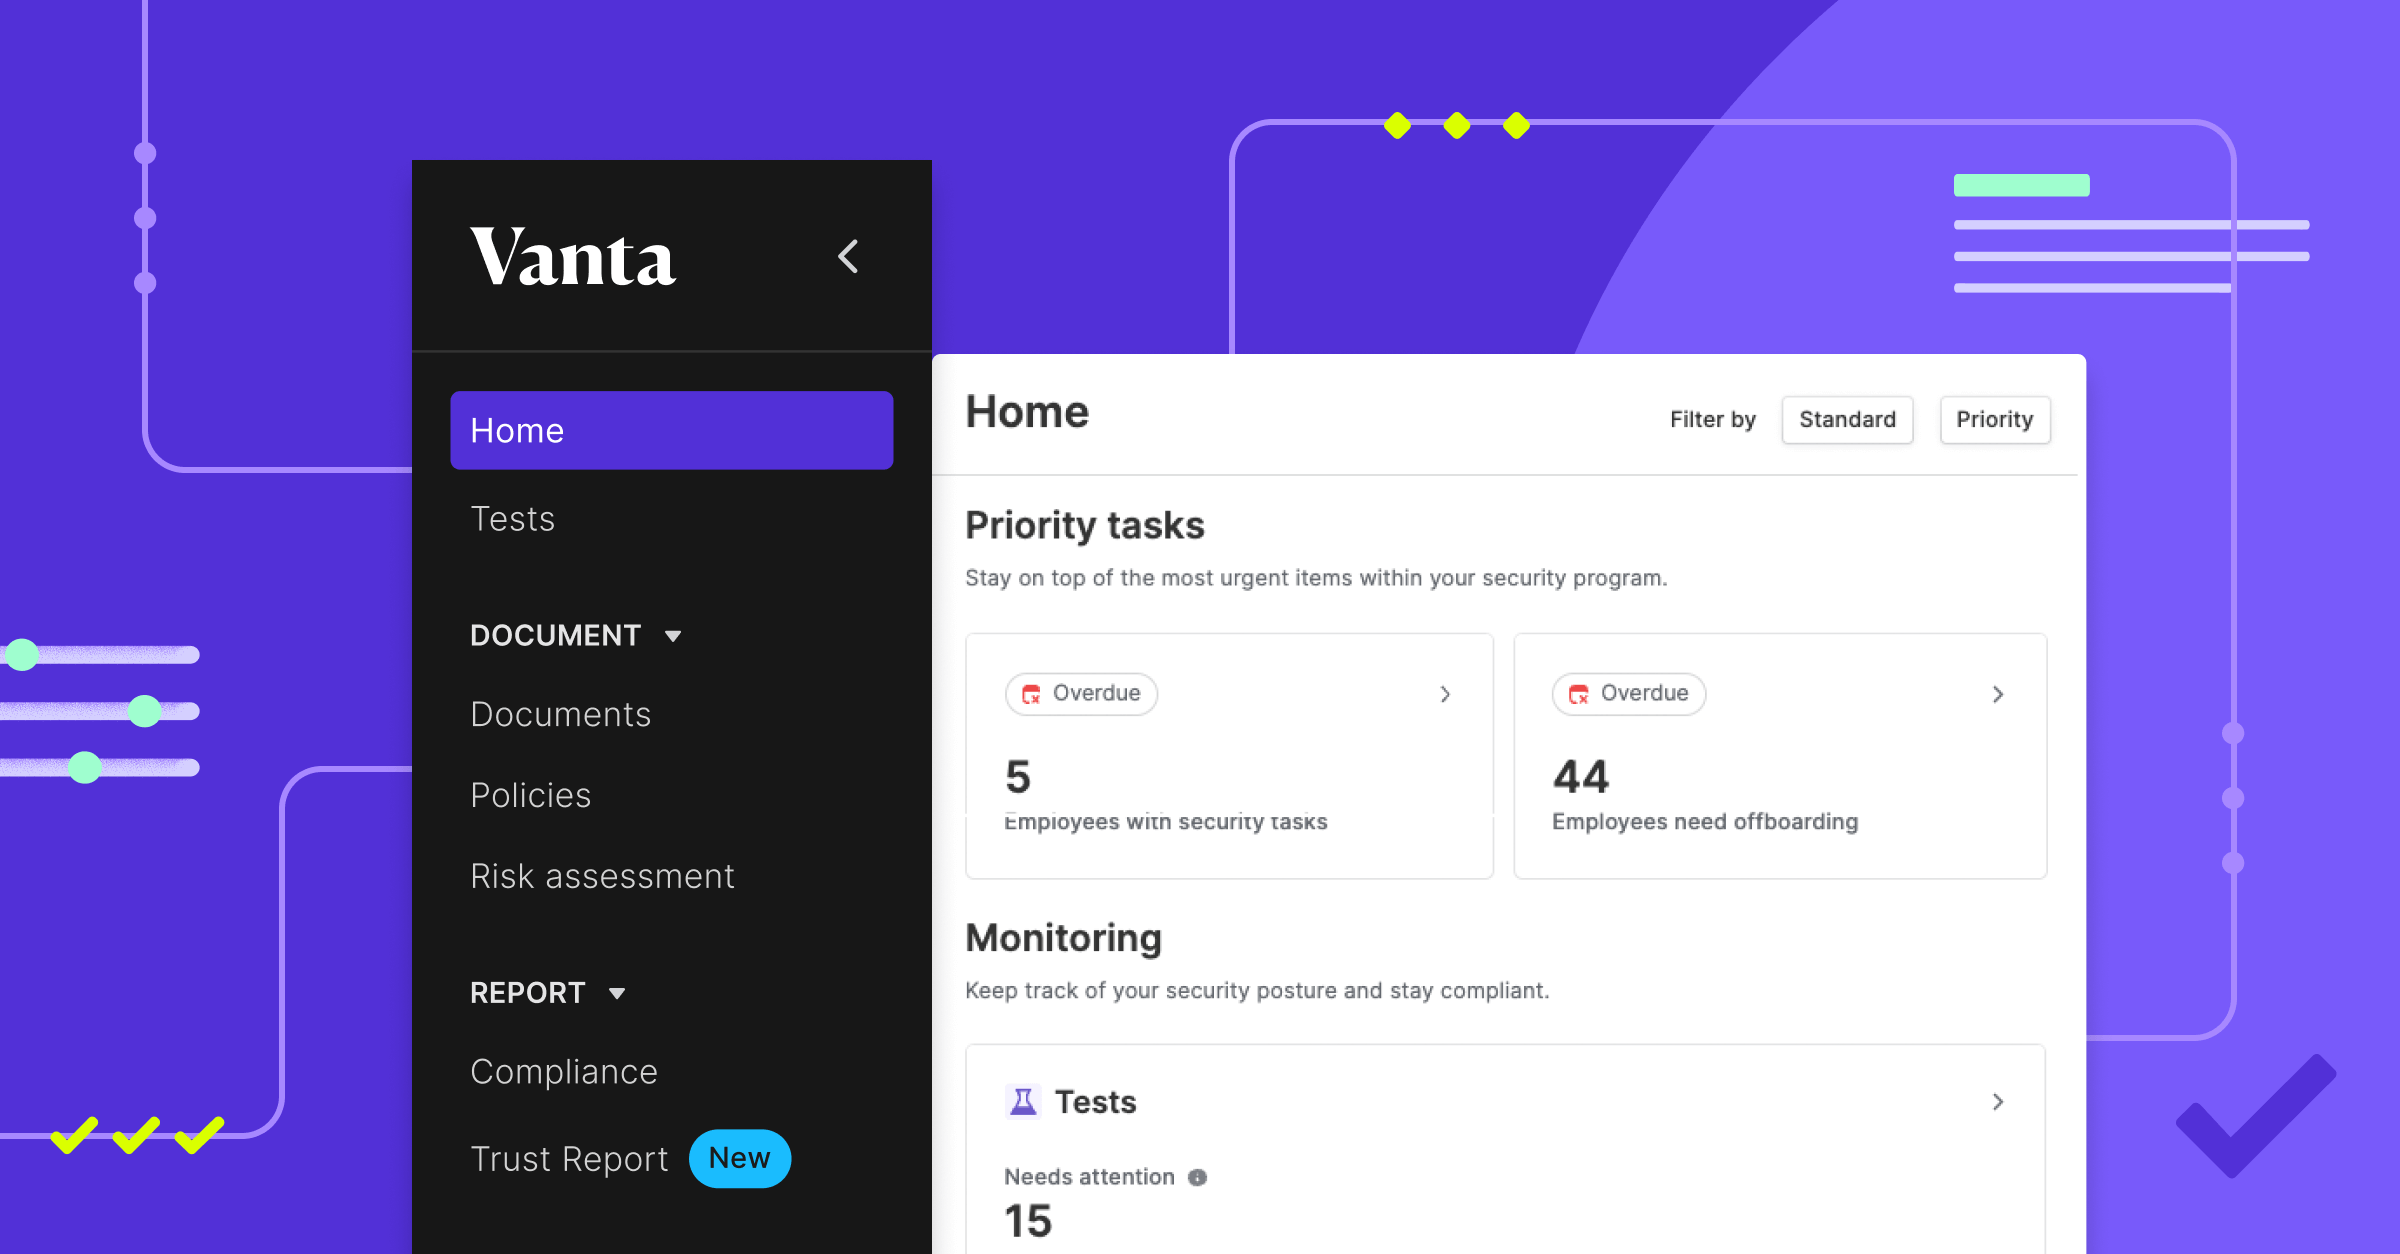 Vanta
Home
Tests
DOCUMENT
Documents
Policies
Risk assessment
REPORT
Compliance
Trust Report New
Home
Filter by Standard Priority
Priority tasks
Stay on top of the most urgent items within your security program.
Overdue
5
Employees with security tasks
Overdue
44
Employees need offboarding
Monitoring
Keep track of your security posture and stay compliant.
Tests
Needs attention
15